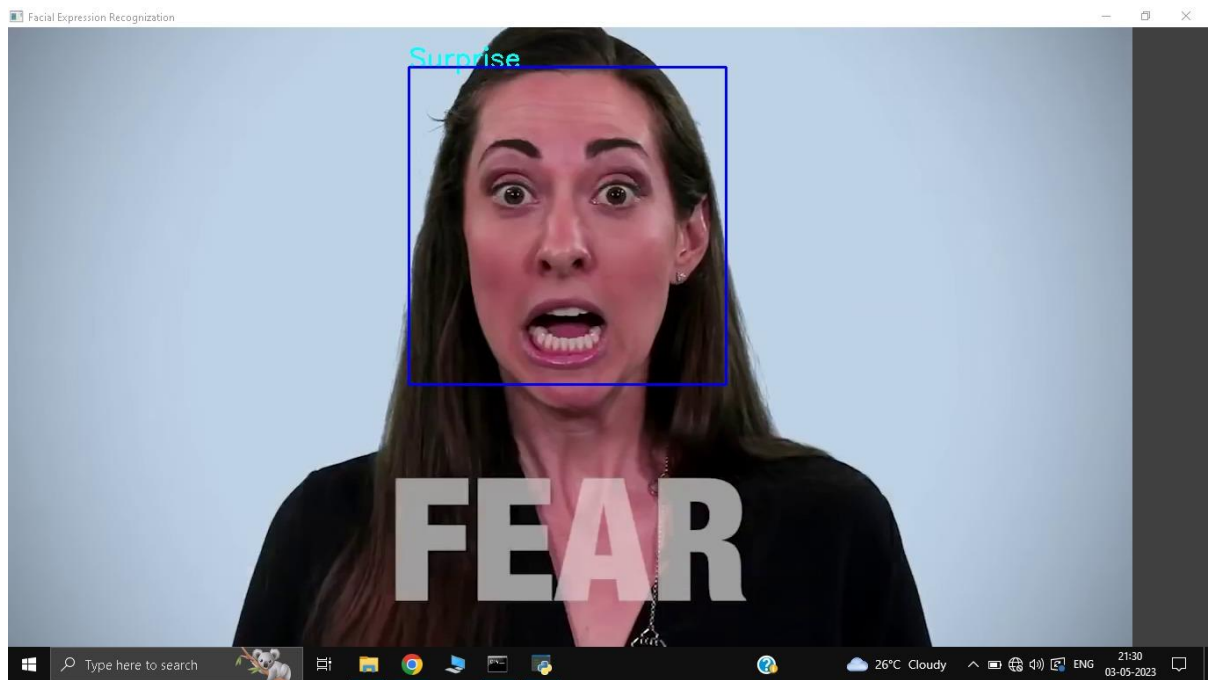 Facial Expression Recognization
Surprise
FEAR
Type here to search
26°C Cloudy
ENG
21:30
03-05-2023